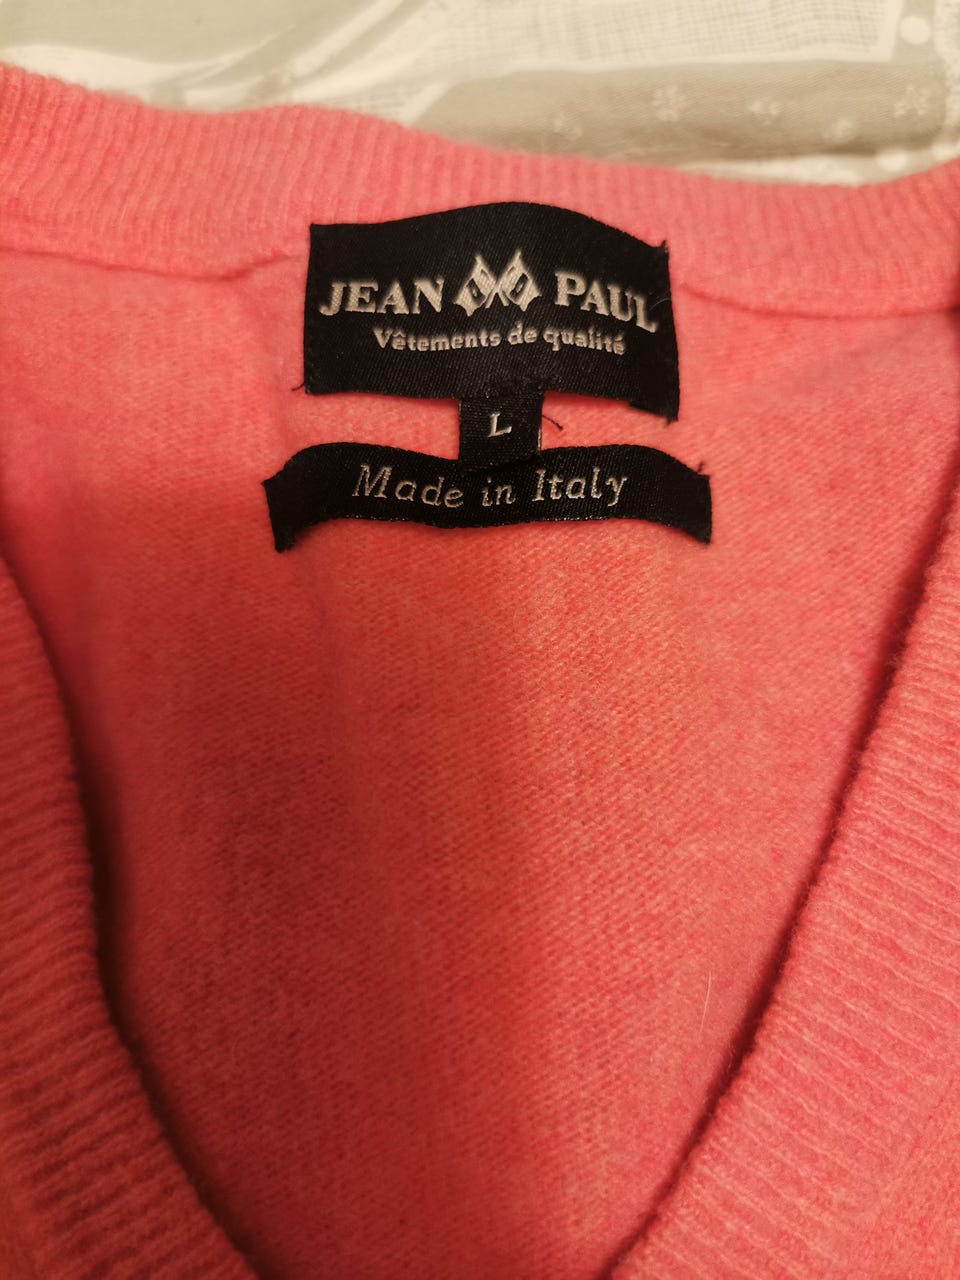 JEAN PAUL
Vêtements de qualité
L
Made in Italy